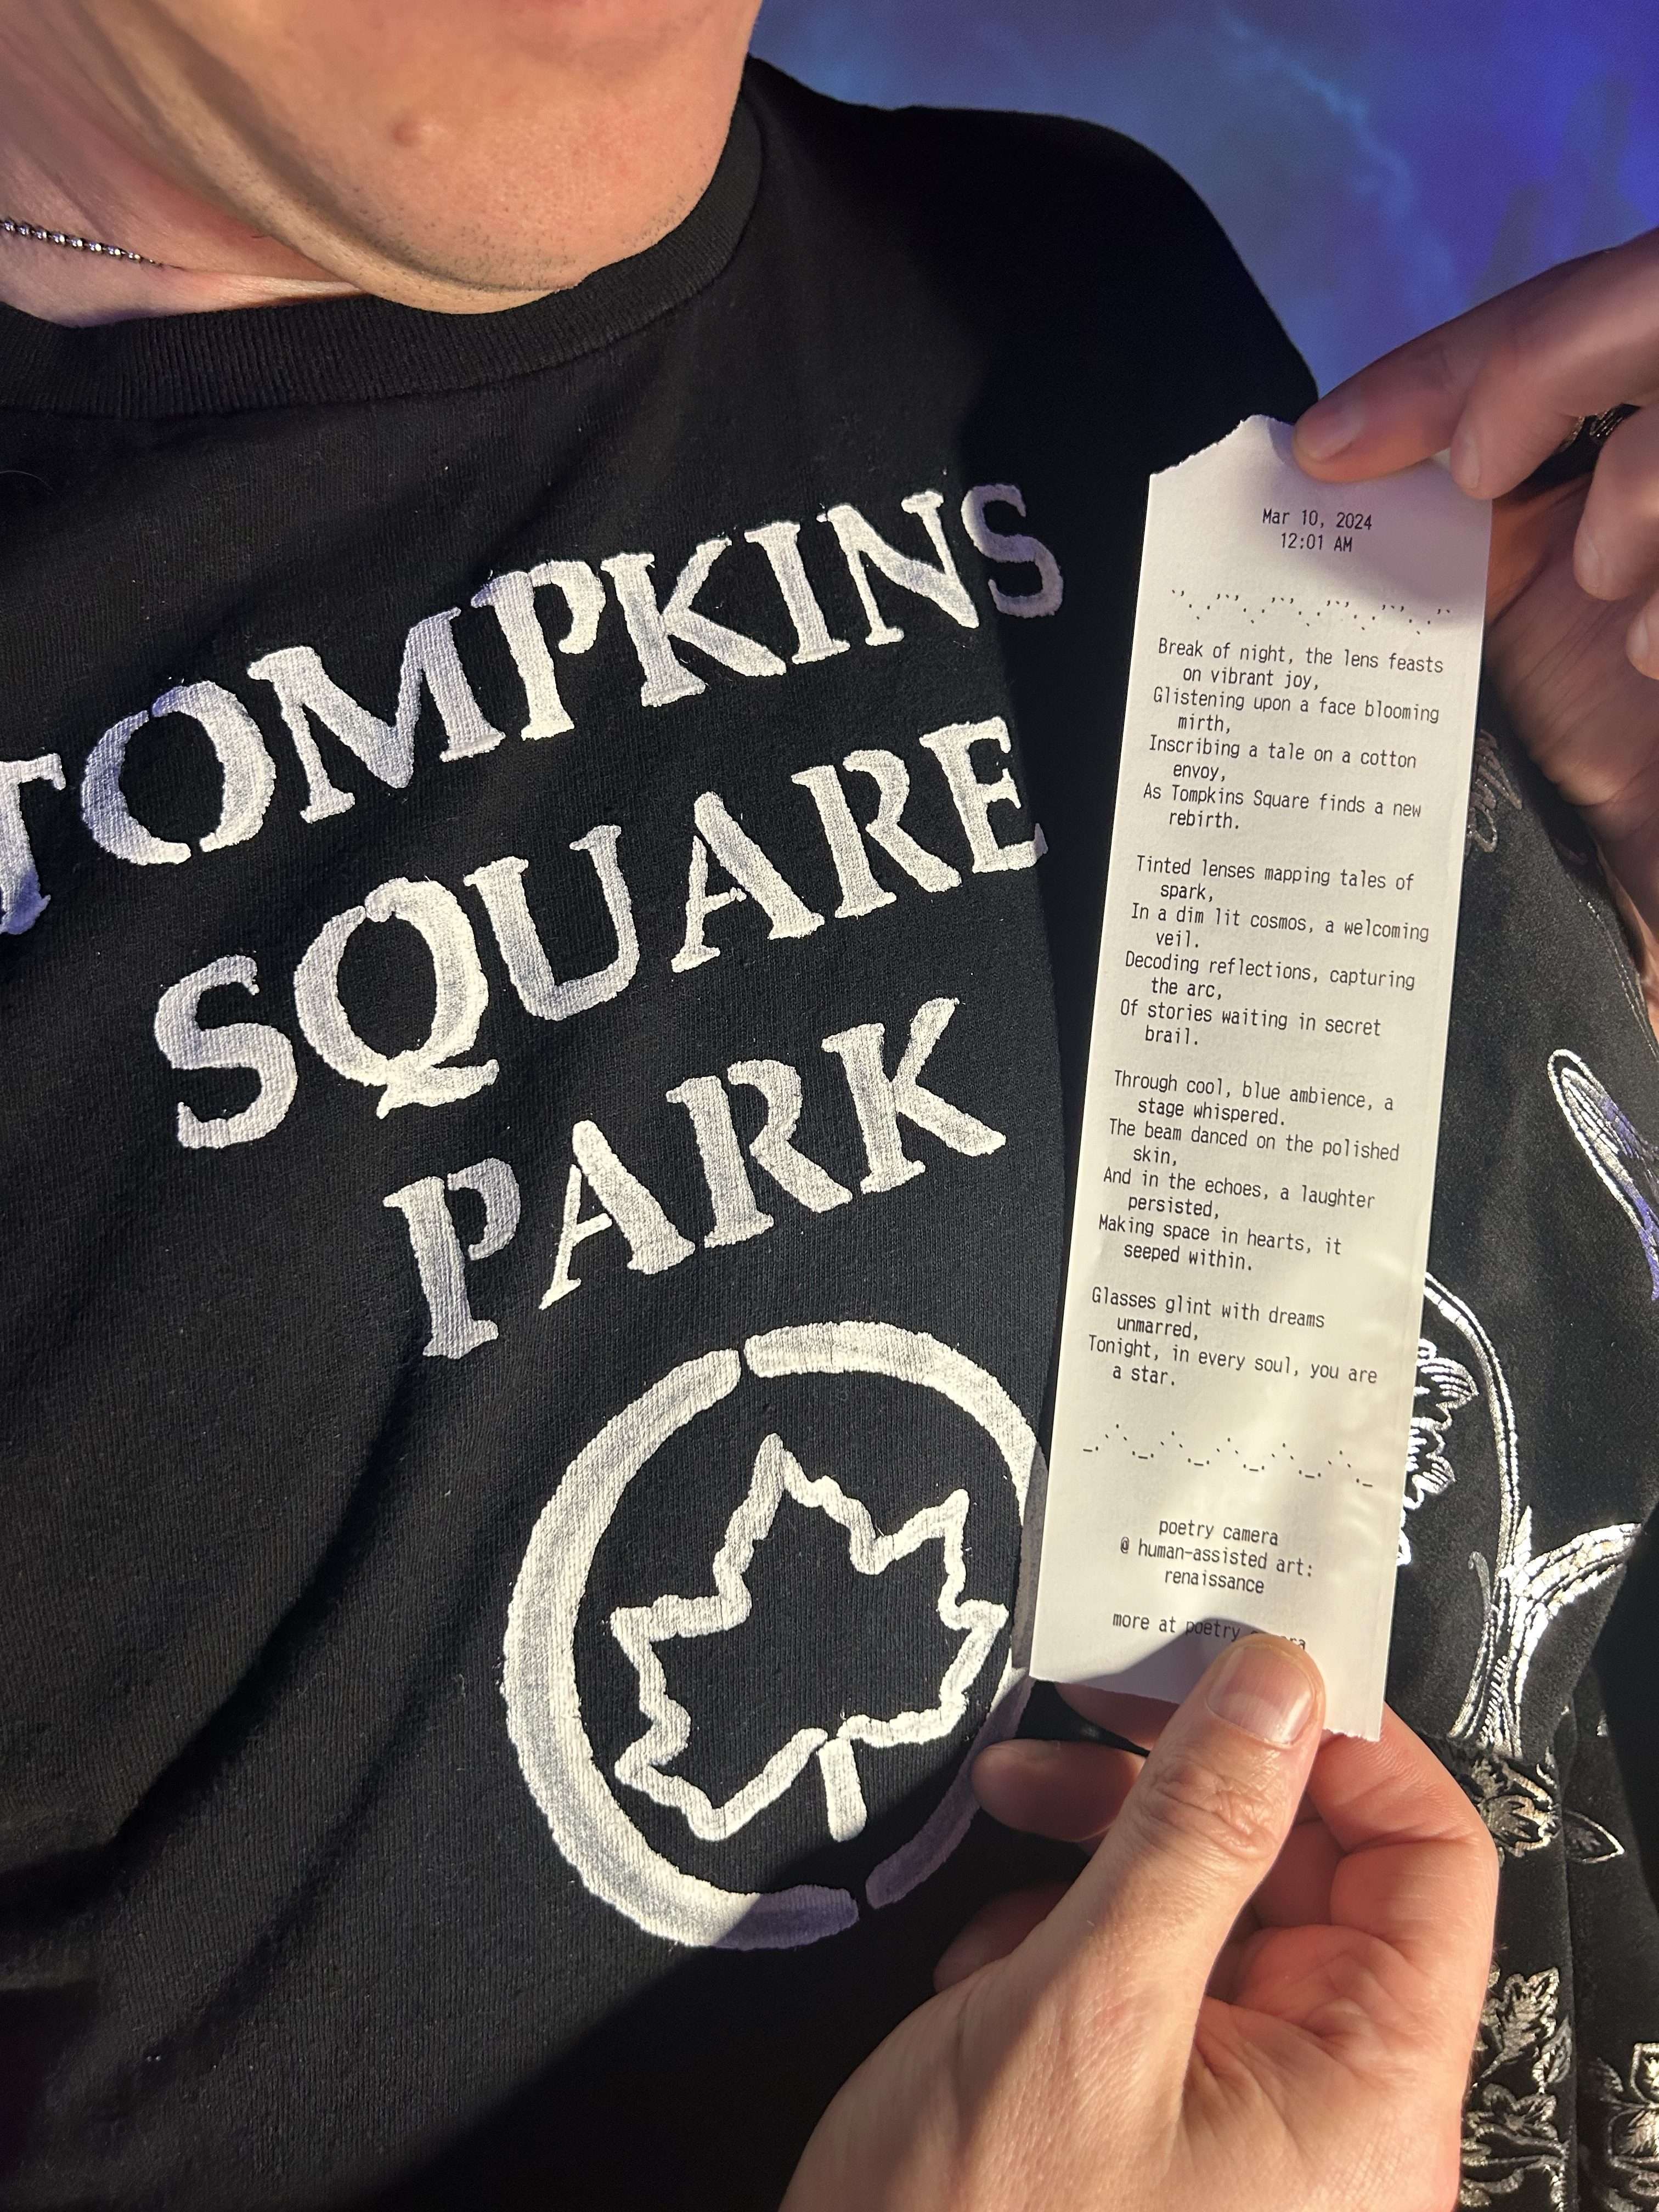 TOMPKINS
SQUARE
PARK
Mar 10, 2024
12:01 AM
Break of night, the lens feasts
on vibrant joy,
Glistening upon a face blooming
mirth,
Inscribing a tale on a cotton
envoy,
As Tompkins Square finds a new
rebirth.
Tinted lenses mapping tales of
spark,
In a dim lit cosmos, a welcoming
veil.
Decoding reflections, capturing
the arc,
Of stories waiting in secret
brail.
Through cool, blue ambience, a
stage whispered.
The beam danced on the polished
skin,
And in the echoes, a laughter
persisted,
Making space in hearts, it
seeped within.
Glasses glint with dreams
unmarred,
Tonight, in every soul, you are
a star.
poetry camera
@ human-assisted art:
renaissance
more at poetry